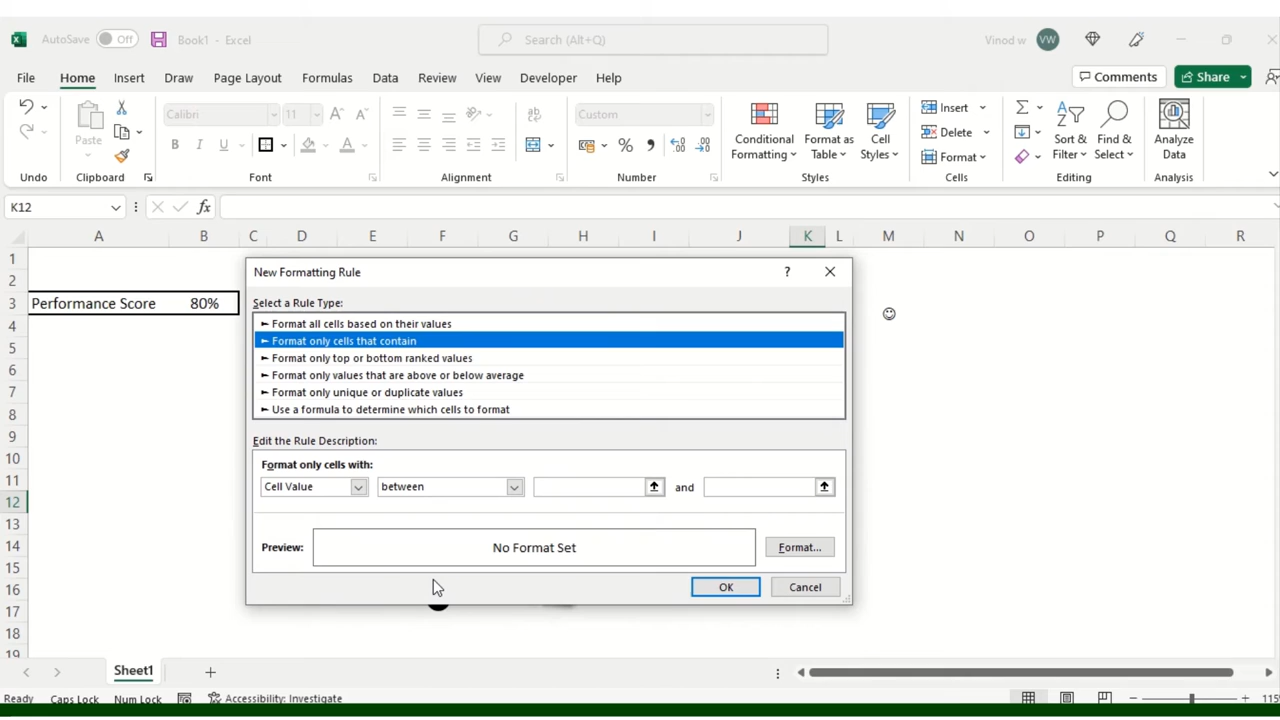 AutoSave Off Book1 - Excel Search (Alt+Q) Vinod w VW
File Home Insert Draw Page Layout Formulas Data Review View Developer Help Comments Share
Paste Calibri 11 A A ab Custom Conditional Formatting Format as Table Cell Styles Insert Delete Format Sort & Filter Find & Select Analyze Data
B I U A % ,
Undo Clipboard Font Alignment Number Styles Cells Editing Analysis
K12 fx
A B C D E F G H I J K L M N O P Q R
1
2
3 Performance Score 80%
4
5
6
7
8
9
10
11
12
13
14
15
16
17
18
19
New Formatting Rule ?
Select a Rule Type:
► Format all cells based on their values
► Format only cells that contain
► Format only top or bottom ranked values
► Format only values that are above or below average
► Format only unique or duplicate values
► Use a formula to determine which cells to format
Edit the Rule Description:
Format only cells with:
Cell Value between and
Preview: No Format Set Format...
OK Cancel
Sheet1
Ready Caps Lock Num Lock Accessibility: Investigate